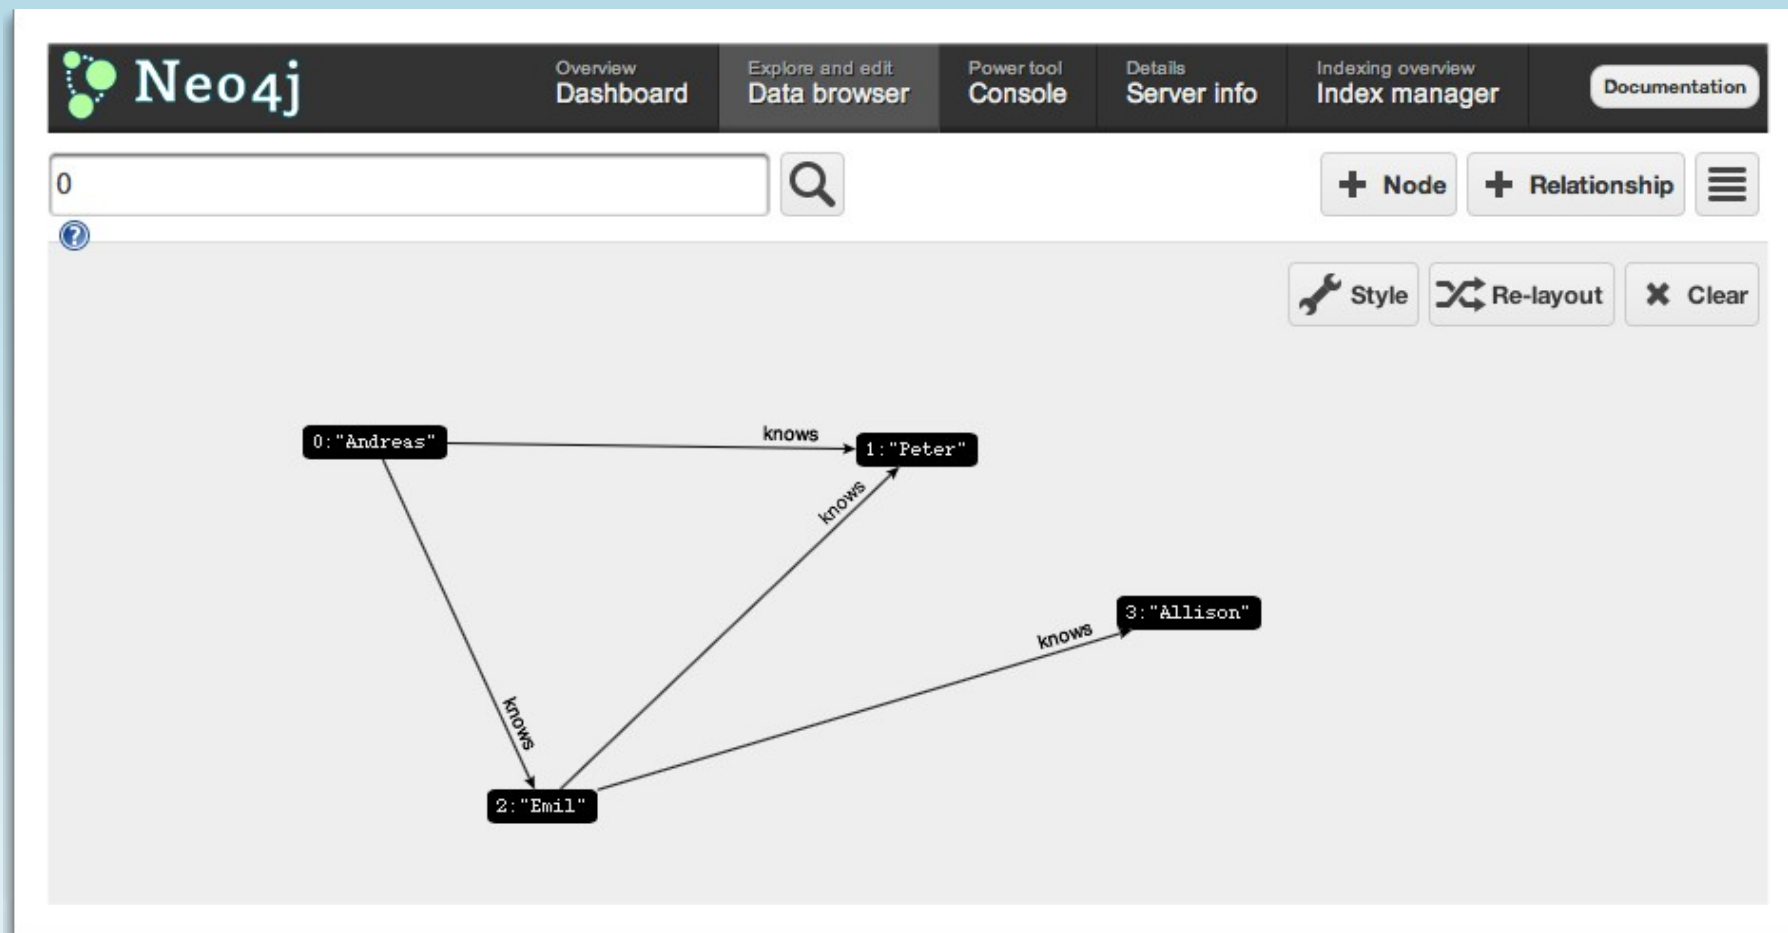 Neo4j
Overview
Dashboard
Explore and edit
Data browser
Power tool
Console
Details
Server info
Indexing overview
Index manager
Documentation
0
+ Node
+ Relationship
?
Style
Re-layout
Clear
0:"Andreas"
knows
1:"Peter"
knows
3:"Allison"
knows
knows
2:"Emil"